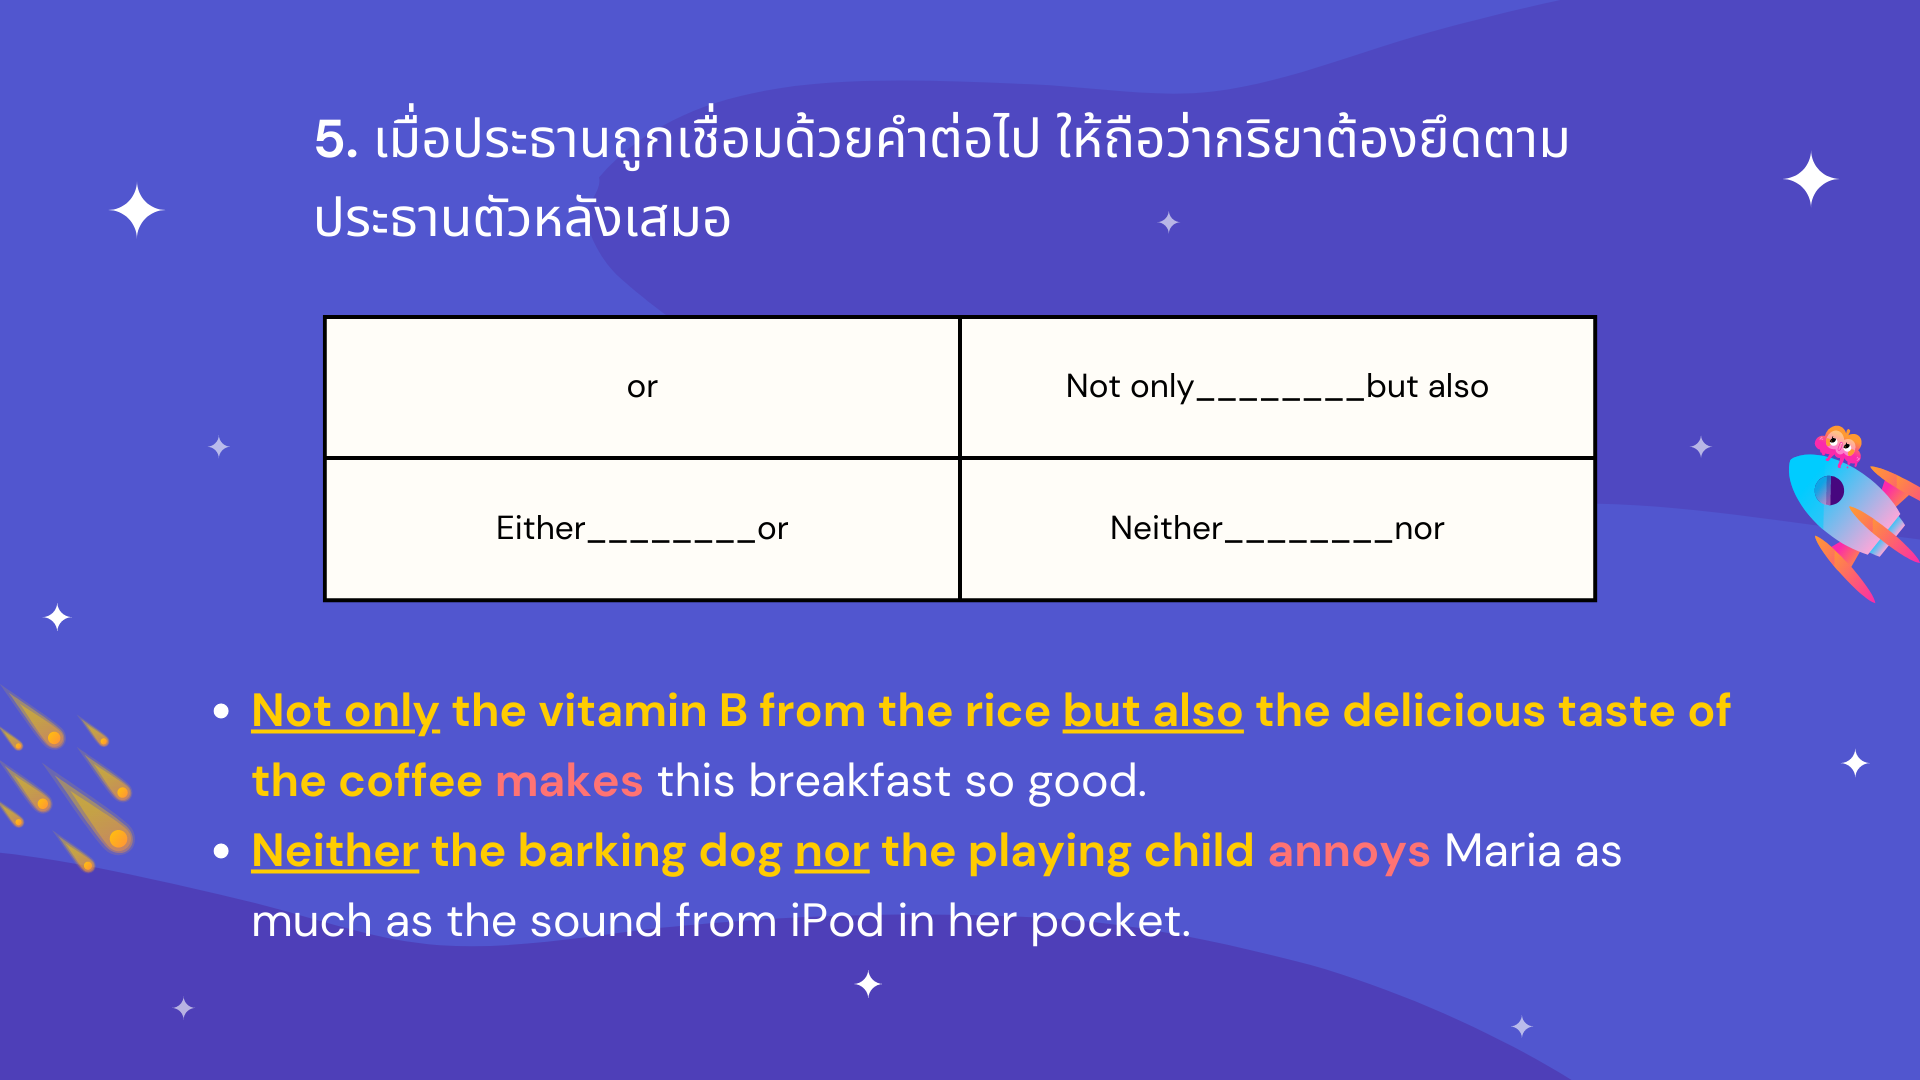 5. เมื่อประธานถูกเชื่อมด้วยคำต่อไป ให้ถือว่ากริยาต้องยึดตาม
ประธานตัวหลังเสมอ
or
Not only________but also
Either________or
Neither________nor
• Not only the vitamin B from the rice but also the delicious taste of
the coffee makes this breakfast so good.
• Neither the barking dog nor the playing child annoys Maria as
much as the sound from iPod in her pocket.